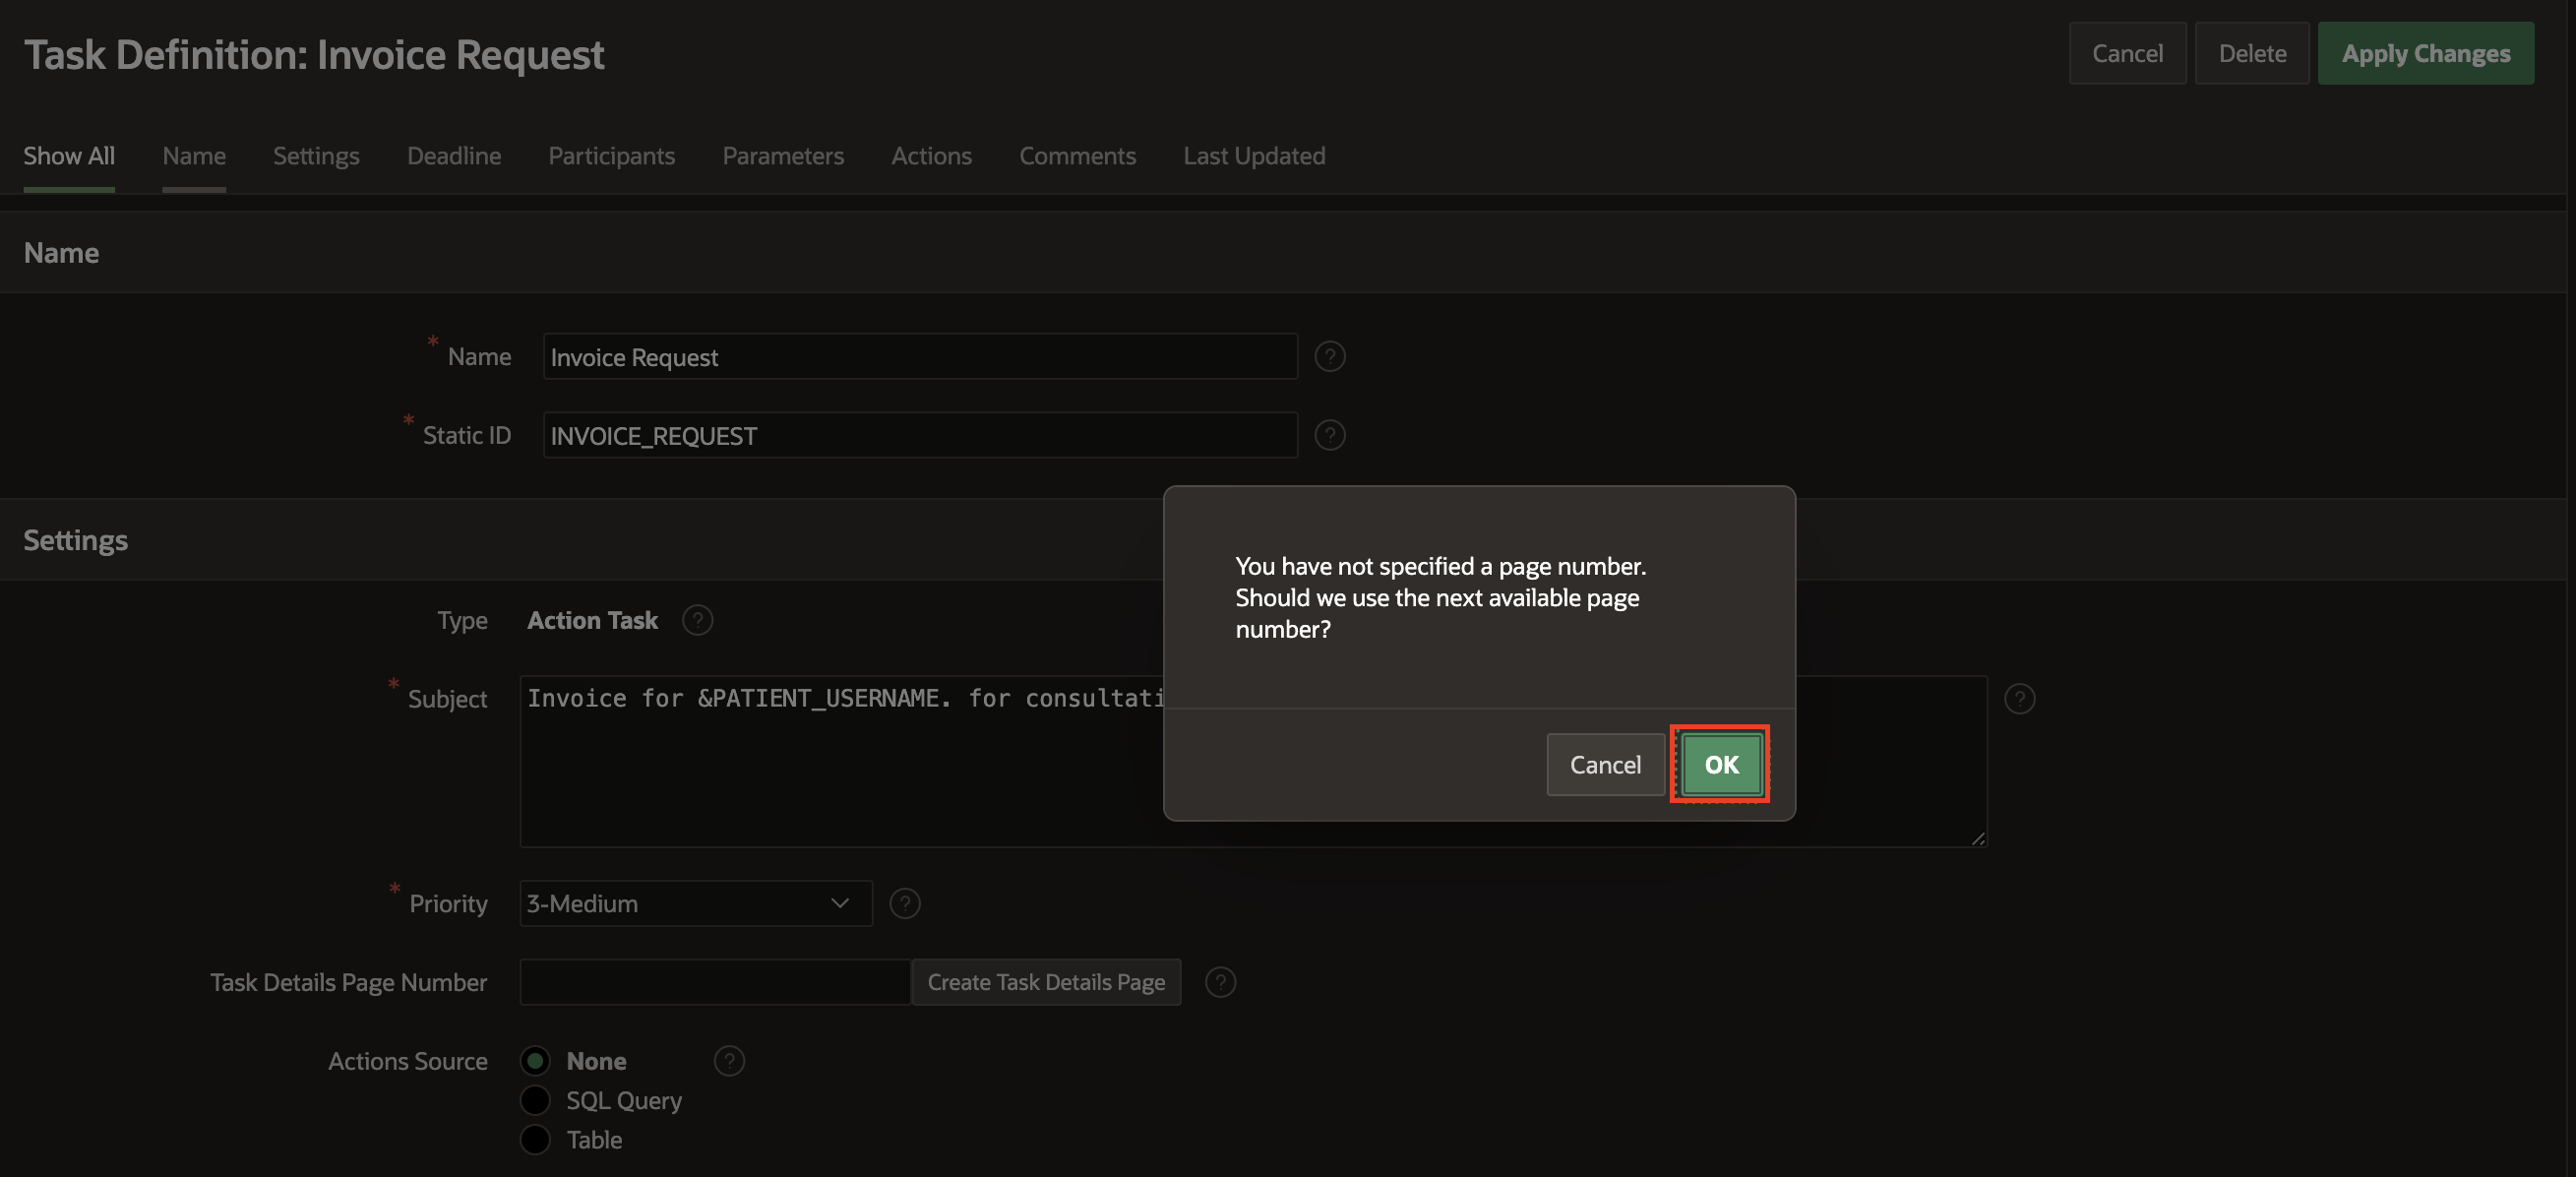 Task Definition: Invoice Request
Cancel
Delete
Apply Changes
Show All
Name
Settings
Deadline
Participants
Parameters
Actions
Comments
Last Updated
Name
* Name
Invoice Request
?
* Static ID
INVOICE_REQUEST
?
Settings
Type
Action Task
?
* Subject
Invoice for &PATIENT_USERNAME. for consultati
?
* Priority
3-Medium
?
Task Details Page Number
Create Task Details Page
?
Actions Source
None
?
SQL Query
Table
You have not specified a page number.
Should we use the next available page
number?
Cancel
OK